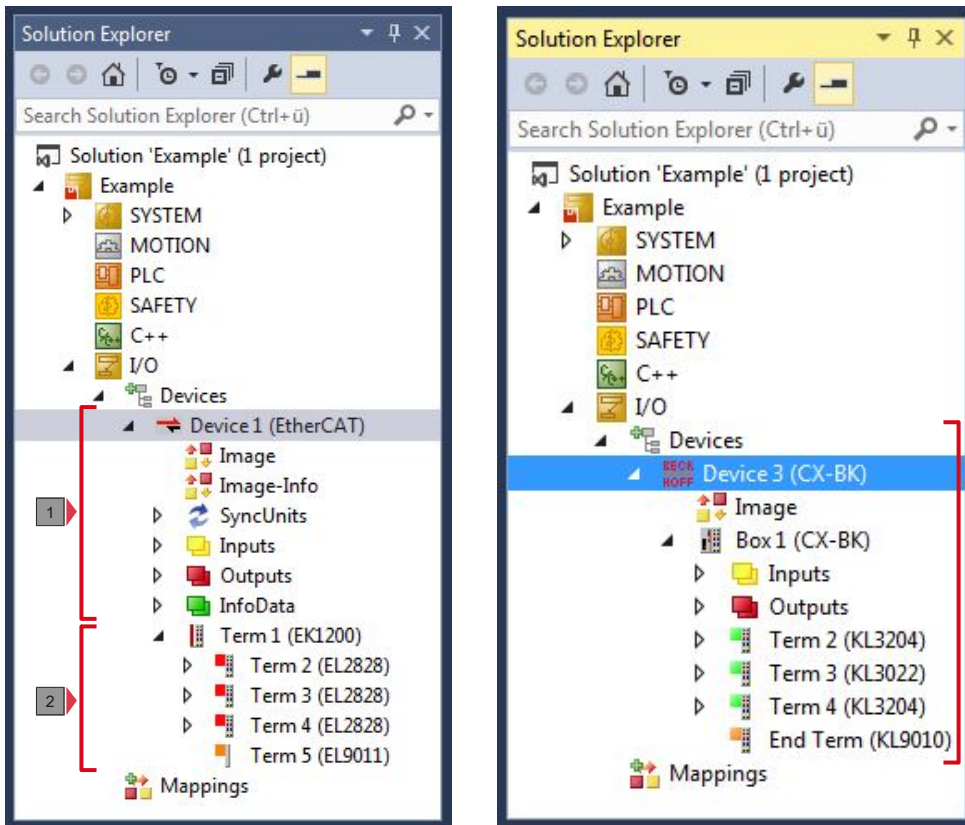 Solution Explorer
Search Solution Explorer (Ctrl+ü)
Solution 'Example' (1 project)
Example
SYSTEM
MOTION
PLC
SAFETY
C++
I/O
Devices
Device 1 (EtherCAT)
Image
Image-Info
1
SyncUnits
Inputs
Outputs
InfoData
Term 1 (EK1200)
Term 2 (EL2828)
2
Term 3 (EL2828)
Term 4 (EL2828)
Term 5 (EL9011)
Mappings
Solution Explorer
Search Solution Explorer (Ctrl+ü)
Solution 'Example' (1 project)
Example
SYSTEM
MOTION
PLC
SAFETY
C++
I/O
Devices
BECK
HOFF
Device 3 (CX-BK)
Image
Box 1 (CX-BK)
Inputs
Outputs
Term 2 (KL3204)
Term 3 (KL3022)
Term 4 (KL3204)
End Term (KL9010)
Mappings